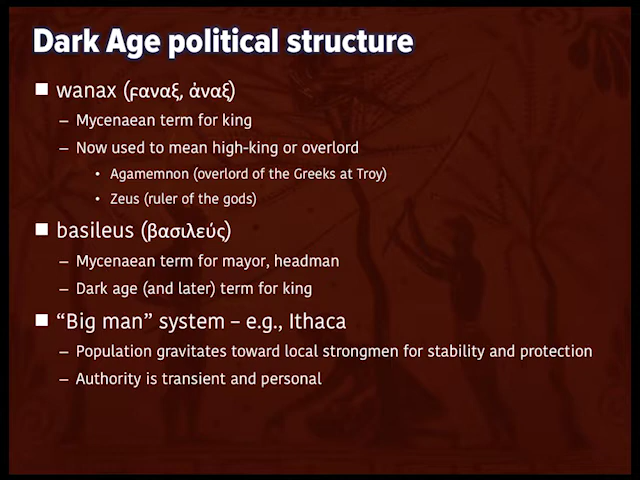 Dark Age political structure
■ wanax (ϝαναξ, ἀναξ)
– Mycenaean term for king
– Now used to mean high-king or overlord
• Agamemnon (overlord of the Greeks at Troy)
• Zeus (ruler of the gods)
■ basileus (βασιλεύς)
– Mycenaean term for mayor, headman
– Dark age (and later) term for king
■ “Big man” system – e.g., Ithaca
– Population gravitates toward local strongmen for stability and protection
– Authority is transient and personal